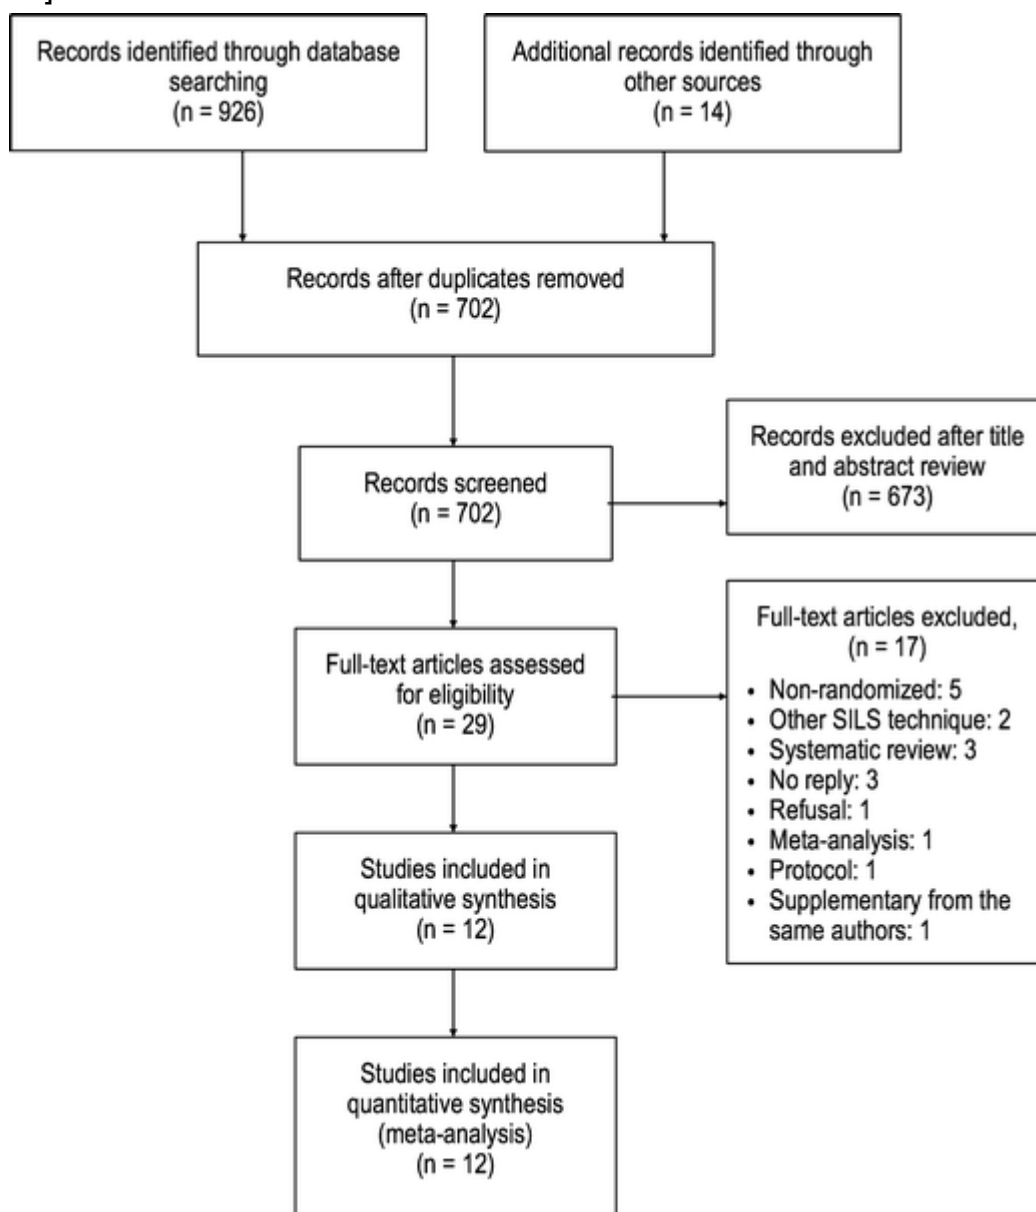 Records identified through database
searching
(n = 926)
Additional records identified through
other sources
(n = 14)
Records after duplicates removed
(n = 702)
Records screened
(n = 702)
Records excluded after title
and abstract review
(n = 673)
Full-text articles assessed
for eligibility
(n = 29)
Full-text articles excluded,
(n = 17)
• Non-randomized: 5
• Other SILS technique: 2
• Systematic review: 3
• No reply: 3
• Refusal: 1
• Meta-analysis: 1
• Protocol: 1
• Supplementary from the
same authors: 1
Studies included in
qualitative synthesis
(n = 12)
Studies included in
quantitative synthesis
(meta-analysis)
(n = 12)